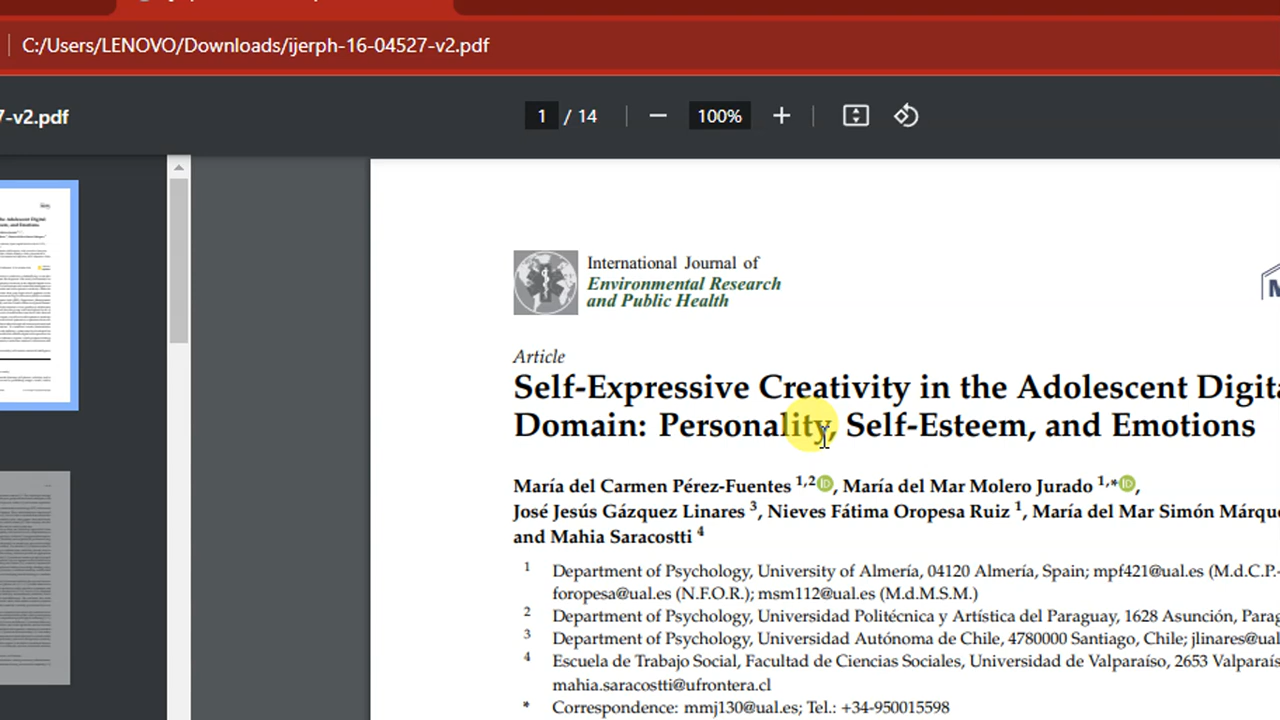 C:/Users/LENOVO/Downloads/ijerph-16-04527-v2.pdf
7-v2.pdf
1 / 14
100%
International Journal of
Environmental Research
and Public Health
Article
Self-Expressive Creativity in the Adolescent Digita
Domain: Personality, Self-Esteem, and Emotions
María del Carmen Pérez-Fuentes 1,2 iD, María del Mar Molero Jurado 1,* iD,
José Jesús Gázquez Linares 3, Nieves Fátima Oropesa Ruiz 1, María del Mar Simón Márque
and Mahia Saracostti 4
1 Department of Psychology, University of Almería, 04120 Almería, Spain; mpf421@ual.es (M.d.C.P.-
foropesa@ual.es (N.F.O.R.); msm112@ual.es (M.d.M.S.M.)
2 Department of Psychology, Universidad Politécnica y Artística del Paraguay, 1628 Asunción, Parag
3 Department of Psychology, Universidad Autónoma de Chile, 4780000 Santiago, Chile; jlinares@ual
4 Escuela de Trabajo Social, Facultad de Ciencias Sociales, Universidad de Valparaíso, 2653 Valparaís
mahia.saracostti@ufrontera.cl
* Correspondence: mmj130@ual.es; Tel.: +34-950015598